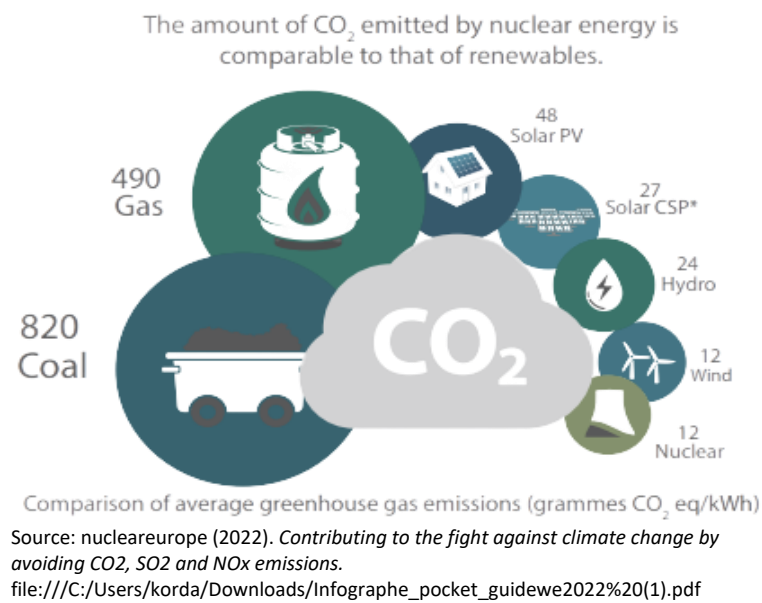 The amount of CO₂ emitted by nuclear energy is
comparable to that of renewables.
48
Solar PV
490
Gas
27
Solar CSP*
24
Hydro
820
Coal
CO₂
12
Wind
12
Nuclear
Comparison of average greenhouse gas emissions (grammes CO₂ eq/kWh)
Source: nucleareurope (2022). Contributing to the fight against climate change by
avoiding CO2, SO2 and NOx emissions.
file:///C:/Users/korda/Downloads/Infographe_pocket_guidewe2022%20(1).pdf